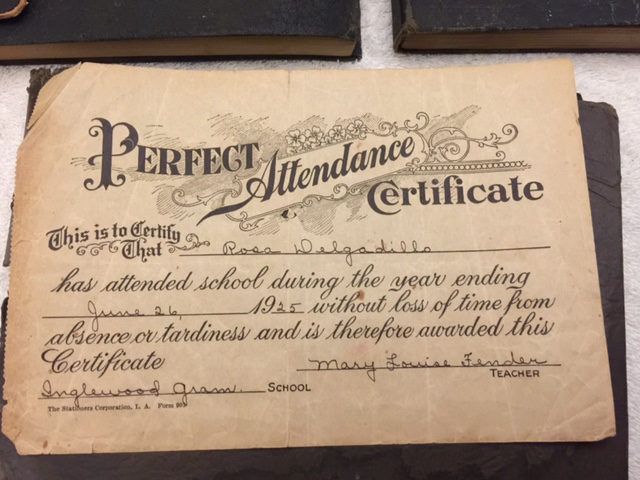 PERFECT
Attendance
Certificate
This is to Certify
That Rosa Delgadillo
has attended school during the year ending
June 26, 1925 without loss of time from
absence or tardiness and is therefore awarded this
Certificate Mary Louise Fender
TEACHER
Inglewood Gram. SCHOOL
The Stationers Corporation, L. A. Form